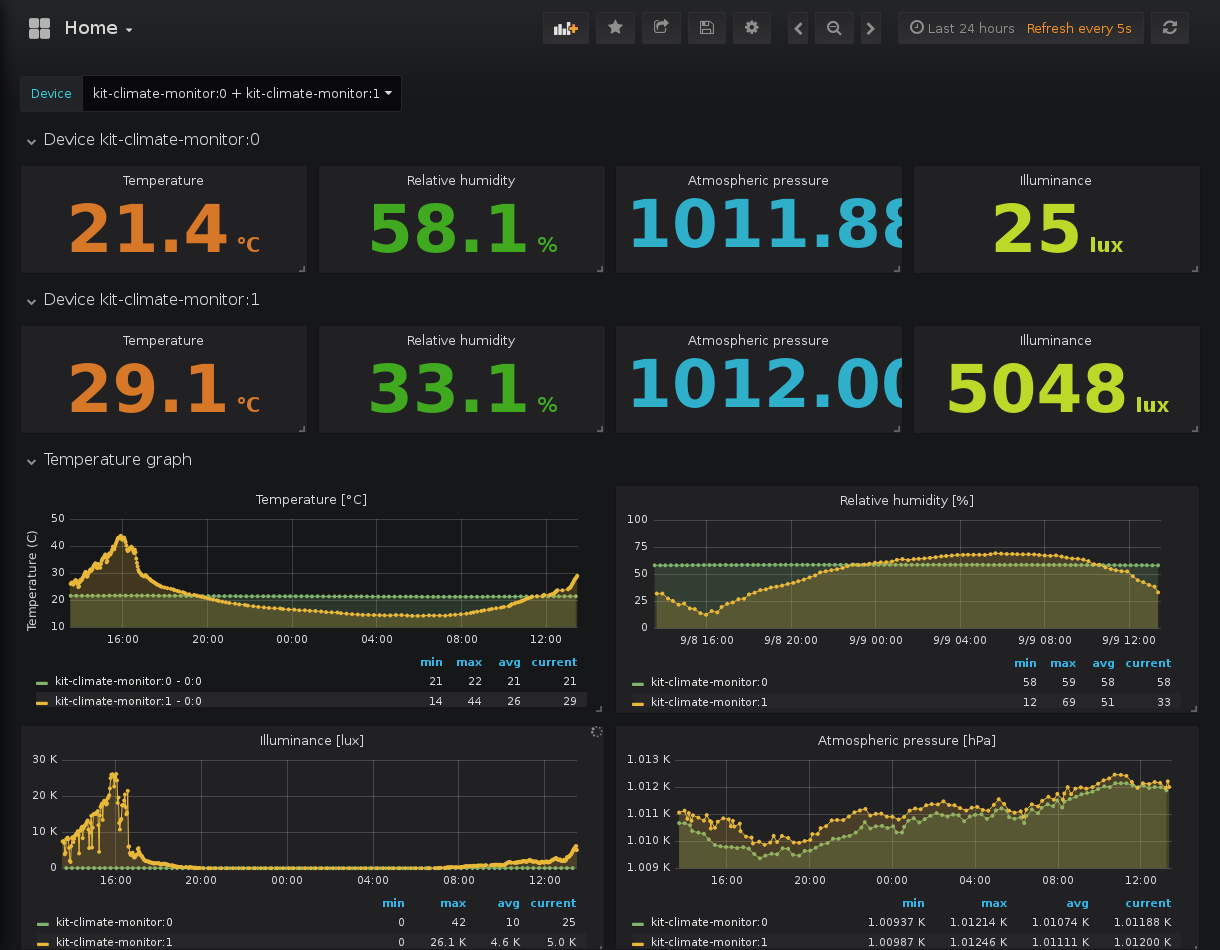 Home
Last 24 hours Refresh every 5s
Device kit-climate-monitor:0 + kit-climate-monitor:1
Device kit-climate-monitor:0
Temperature Relative humidity Atmospheric pressure Illuminance
21.4 °C 58.1 % 1011.88 25 lux
Device kit-climate-monitor:1
Temperature Relative humidity Atmospheric pressure Illuminance
29.1 °C 33.1 % 1012.00 5048 lux
Temperature graph
Temperature [°C]
Temperature (C)
50
40
30
20
10
16:00 20:00 00:00 04:00 08:00 12:00
min max avg current
kit-climate-monitor:0 - 0:0 21 22 21 21
kit-climate-monitor:1 - 0:0 14 44 26 29
Relative humidity [%]
100
75
50
25
0
9/8 16:00 9/8 20:00 9/9 00:00 9/9 04:00 9/9 08:00 9/9 12:00
min max avg current
kit-climate-monitor:0 58 59 58 58
kit-climate-monitor:1 12 69 51 33
Illuminance [lux]
30 K
20 K
10 K
0
16:00 20:00 00:00 04:00 08:00 12:00
min max avg current
kit-climate-monitor:0 0 42 10 25
kit-climate-monitor:1 0 26.1 K 4.6 K 5.0 K
Atmospheric pressure [hPa]
1.013 K
1.012 K
1.011 K
1.010 K
1.009 K
16:00 20:00 00:00 04:00 08:00 12:00
min max avg current
kit-climate-monitor:0 1.00937 K 1.01214 K 1.01074 K 1.01188 K
kit-climate-monitor:1 1.00987 K 1.01246 K 1.01111 K 1.01200 K